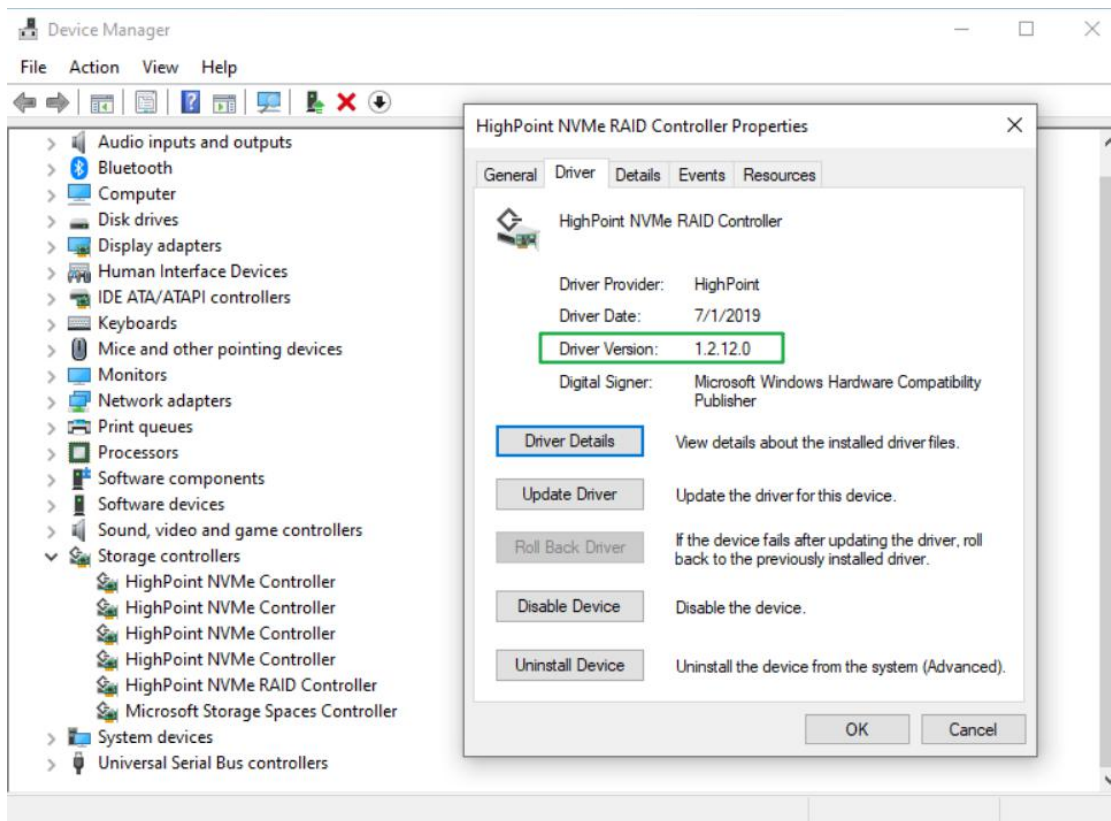 Device Manager
File Action View Help
Audio inputs and outputs
Bluetooth
Computer
Disk drives
Display adapters
Human Interface Devices
IDE ATA/ATAPI controllers
Keyboards
Mice and other pointing devices
Monitors
Network adapters
Print queues
Processors
Software components
Software devices
Sound, video and game controllers
Storage controllers
HighPoint NVMe Controller
HighPoint NVMe Controller
HighPoint NVMe Controller
HighPoint NVMe Controller
HighPoint NVMe RAID Controller
Microsoft Storage Spaces Controller
System devices
Universal Serial Bus controllers
HighPoint NVMe RAID Controller Properties
General Driver Details Events Resources
HighPoint NVMe RAID Controller
Driver Provider: HighPoint
Driver Date: 7/1/2019
Driver Version: 1.2.12.0
Digital Signer: Microsoft Windows Hardware Compatibility
Publisher
Driver Details View details about the installed driver files.
Update Driver Update the driver for this device.
Roll Back Driver If the device fails after updating the driver, roll
back to the previously installed driver.
Disable Device Disable the device.
Uninstall Device Uninstall the device from the system (Advanced).
OK Cancel